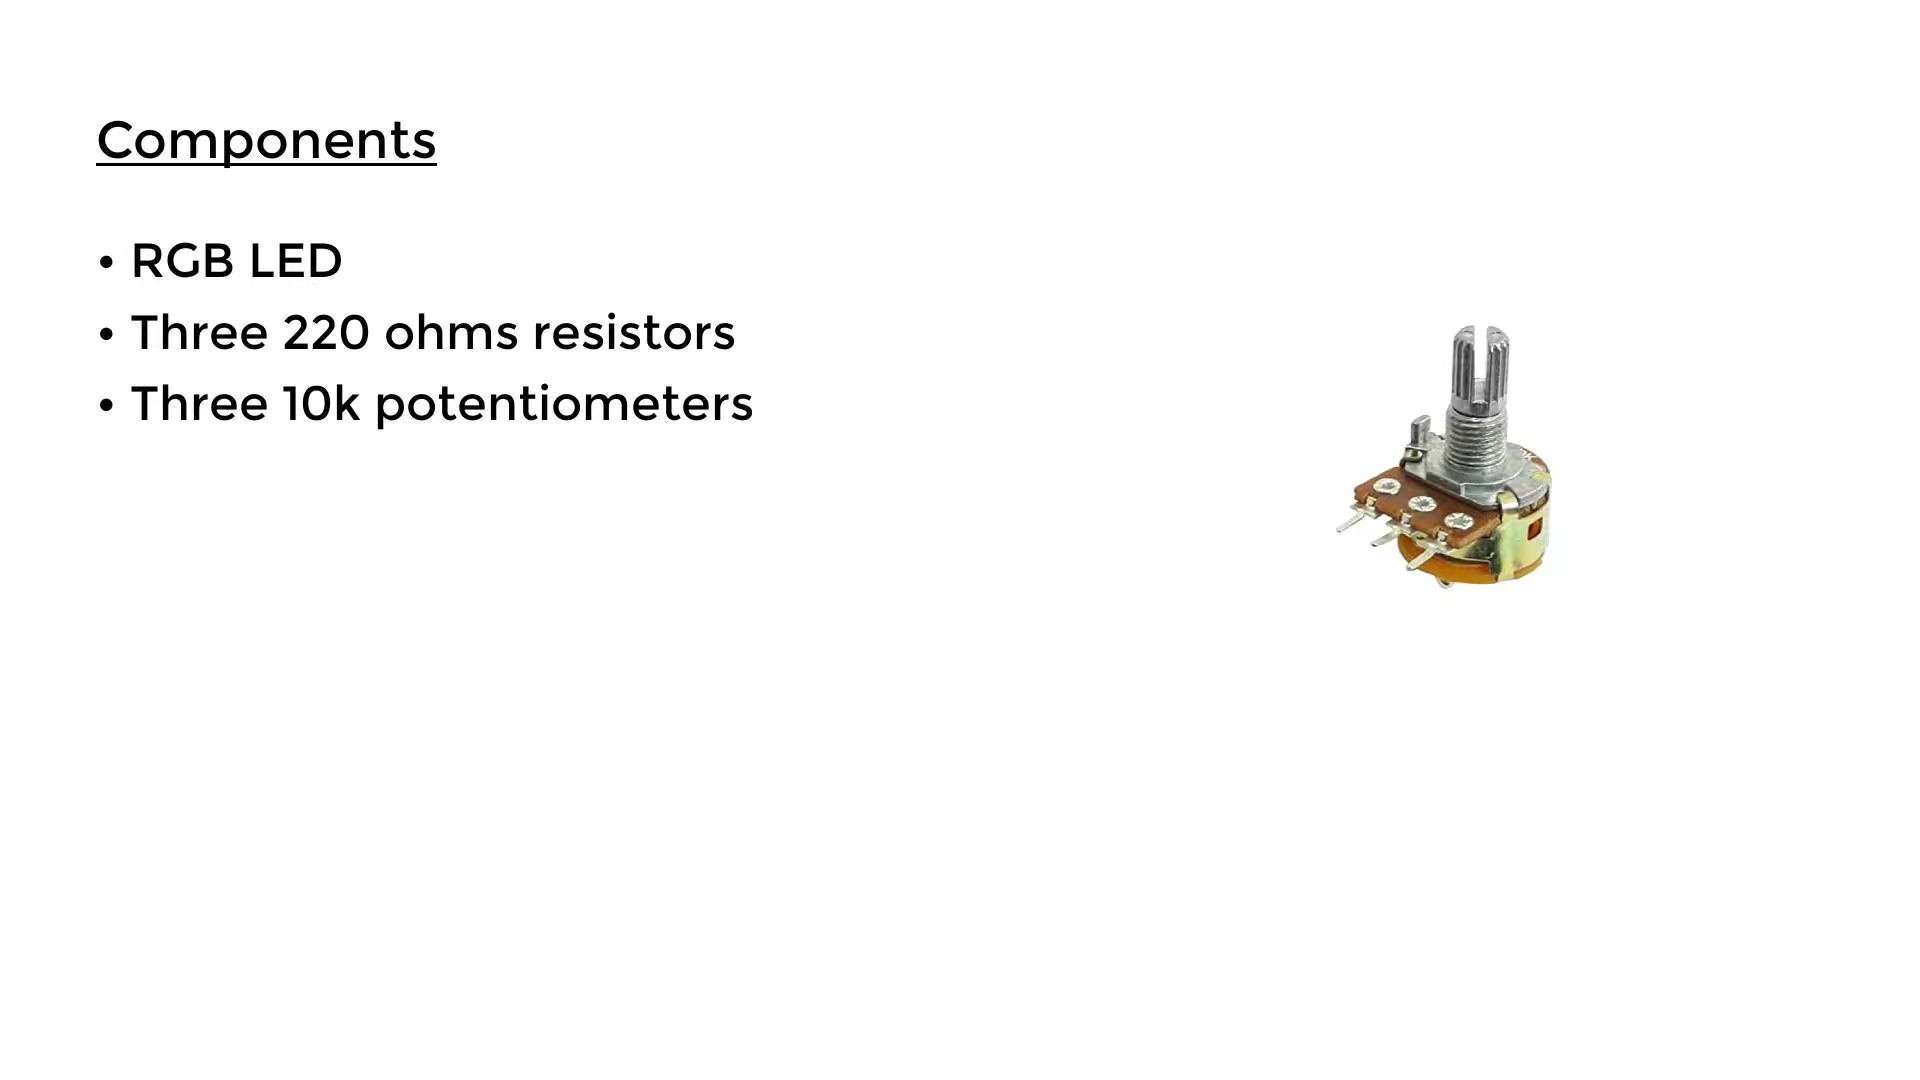 Components
• RGB LED
• Three 220 ohms resistors
• Three 10k potentiometers